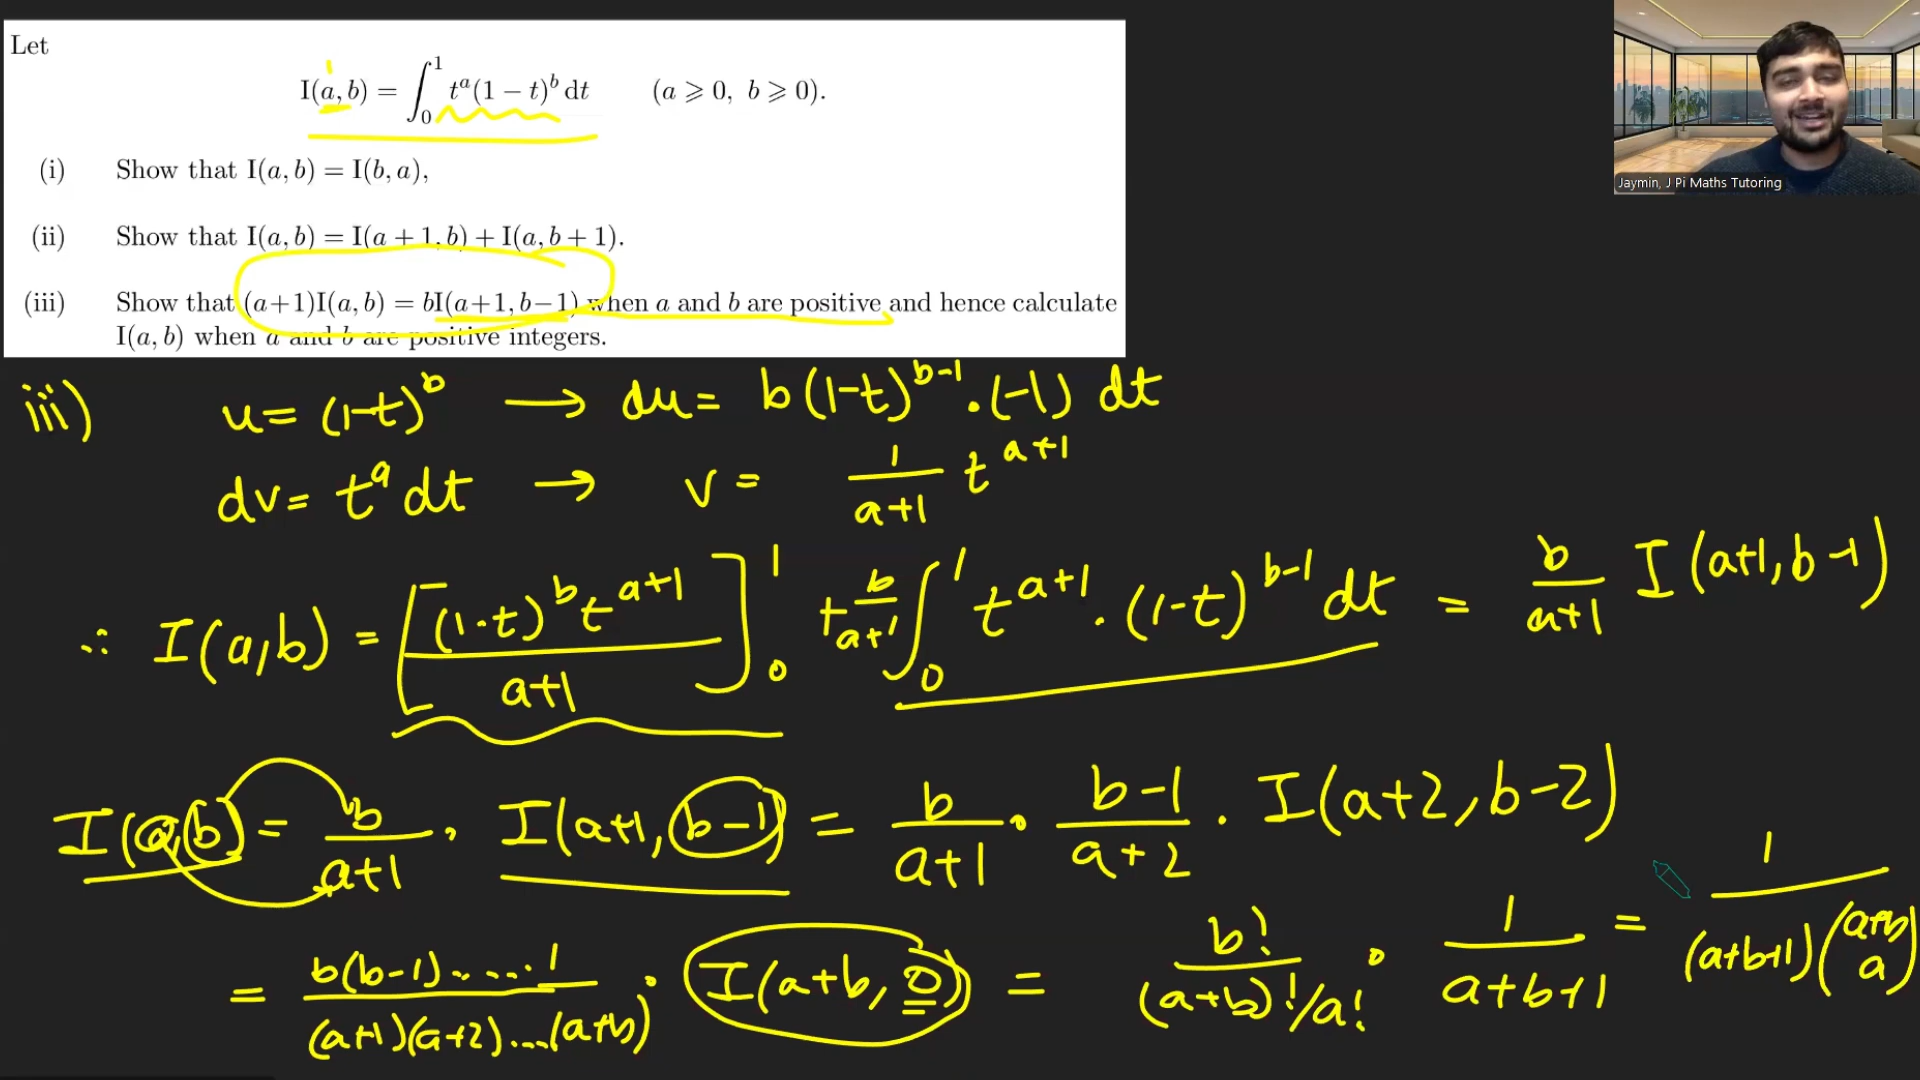 Let
I(a, b) = ∫₀¹ tᵃ(1 − t)ᵇ dt (a ⩾ 0, b ⩾ 0).
(i) Show that I(a, b) = I(b, a),
(ii) Show that I(a, b) = I(a + 1, b) + I(a, b + 1).
(iii) Show that (a+1)I(a, b) = bI(a+1, b−1) when a and b are positive and hence calculate
I(a, b) when a and b are positive integers.
Jaymin, J Pi Maths Tutoring
iii) u = (1-t)^b → du = b(1-t)^(b-1) . (-1) dt
dv = t^a dt → v = 1/(a+1) t^(a+1)
∴ I(a,b) = [(1-t)^b t^(a+1) / (a+1)]₀¹ + b/(a+1) ∫₀¹ t^(a+1) . (1-t)^(b-1) dt = b/(a+1) I(a+1, b-1)
I(a,b) = b/(a+1) . I(a+1, b-1) = b/(a+1) . (b-1)/(a+2) . I(a+2, b-2)
= b(b-1).....1 / (a+1)(a+2)...(a+b) . I(a+b, 0) = b! / (a+b)!/a! . 1/(a+b+1) = 1 / (a+b+1)(a+b a)